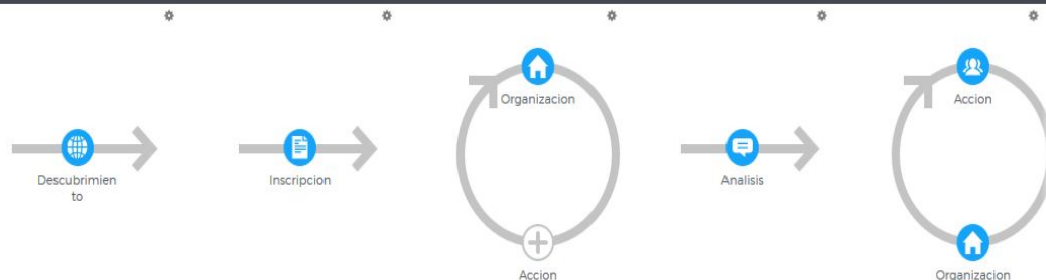 Organizacion
Accion
Descubrimien
to
Inscripcion
Analisis
Accion
Organizacion